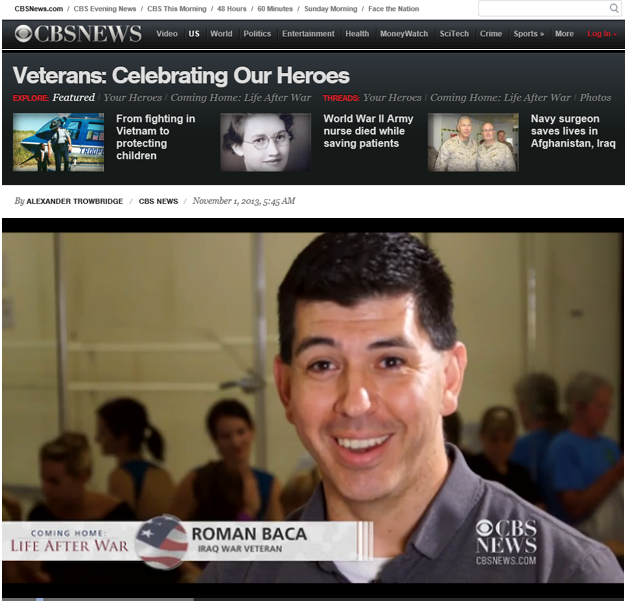 CBSNews.com / CBS Evening News / CBS This Morning / 48 Hours / 60 Minutes / Sunday Morning / Face the Nation
CBSNEWS Video US World Politics Entertainment Health MoneyWatch SciTech Crime Sports » More Log In
Veterans: Celebrating Our Heroes
EXPLORE: Featured | Your Heroes | Coming Home: Life After War THREADS: Your Heroes | Coming Home: Life After War | Photos
From fighting in
Vietnam to
protecting
children
World War II Army
nurse died while
saving patients
Navy surgeon
saves lives in
Afghanistan, Iraq
TROOPER
By ALEXANDER TROWBRIDGE / CBS NEWS / November 1, 2013, 5:45 AM
COMING HOME:
LIFE AFTER WAR
ROMAN BACA
IRAQ WAR VETERAN
CBS
NEWS
CBSNEWS.COM